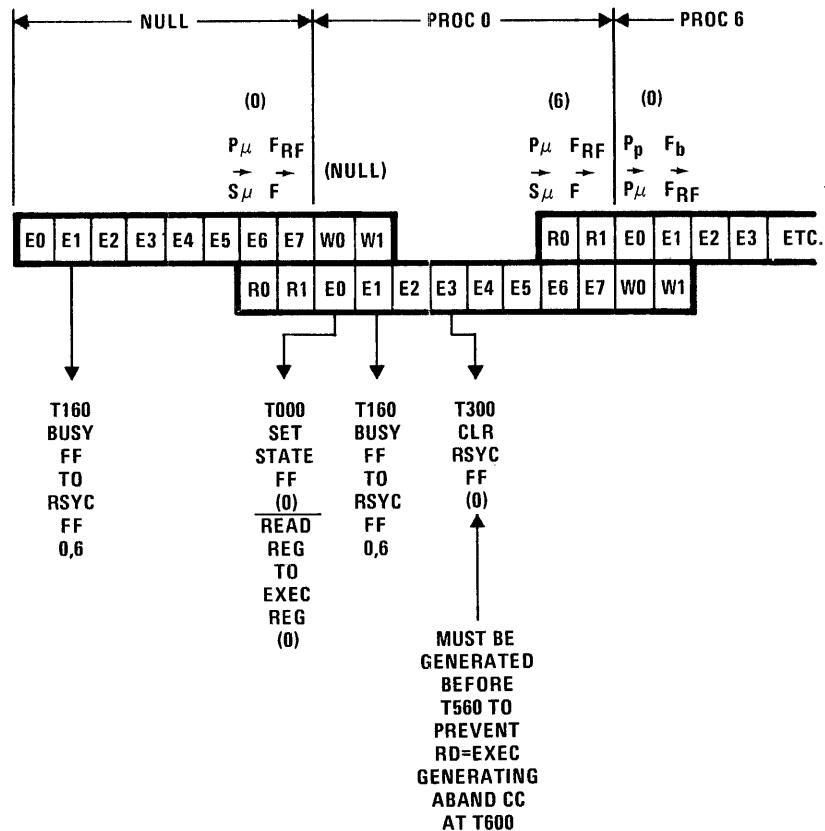 NULL PROC 0 PROC 6
(0) (6) (0)
Pμ FRF Pμ FRF Pp Fb
(NULL)
Sμ F Sμ F Pμ FRF
E0 E1 E2 E3 E4 E5 E6 E7 W0 W1 R0 R1 E0 E1 E2 E3 ETC.
R0 R1 E0 E1 E2 E3 E4 E5 E6 E7 W0 W1
T160
BUSY
FF
TO
RSYC
FF
0,6
T000
SET
STATE
FF
(0)
READ
REG
TO
EXEC
REG
(0)
T160
BUSY
FF
TO
RSYC
FF
0,6
T300
CLR
RSYC
FF
(0)
MUST BE
GENERATED
BEFORE
T560 TO
PREVENT
RD=EXEC
GENERATING
ABAND CC
AT T600